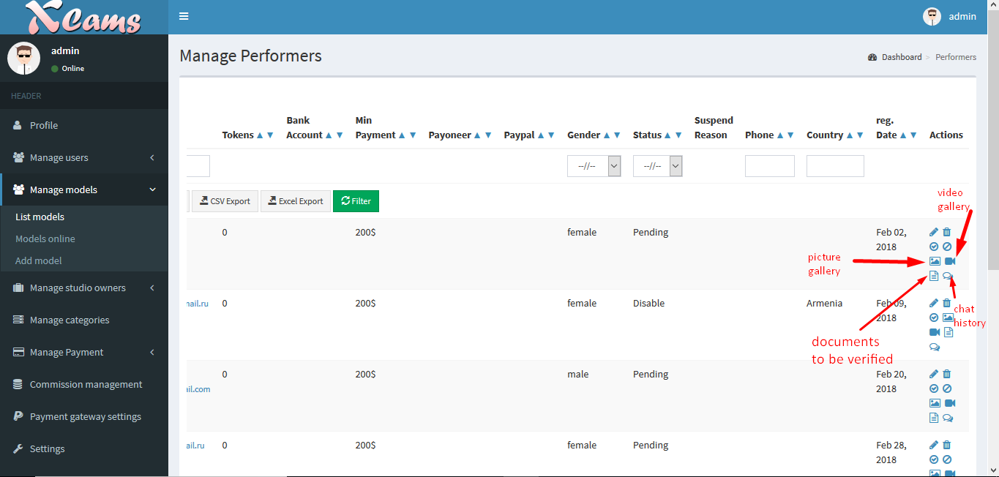 XCams
admin
admin
Online
HEADER
Profile
Manage users
Manage models
List models
Models online
Add model
Manage studio owners
Manage categories
Manage Payment
Commission management
Payment gateway settings
Settings
Manage Performers
Dashboard > Performers
Tokens
Bank
Account
Min
Payment
Payoneer
Paypal
Gender
Status
Suspend
Reason
Phone
Country
reg.
Date
Actions
--//--
--//--
CSV Export
Excel Export
Filter
video
gallery
0
200$
female
Pending
Feb 02,
2018
picture
gallery
mail.ru
0
200$
female
Disable
Armenia
Feb 09,
2018
chat
history
documents
to be verified
ail.com
0
200$
male
Pending
Feb 20,
2018
ail.ru
0
200$
female
Pending
Feb 28,
2018